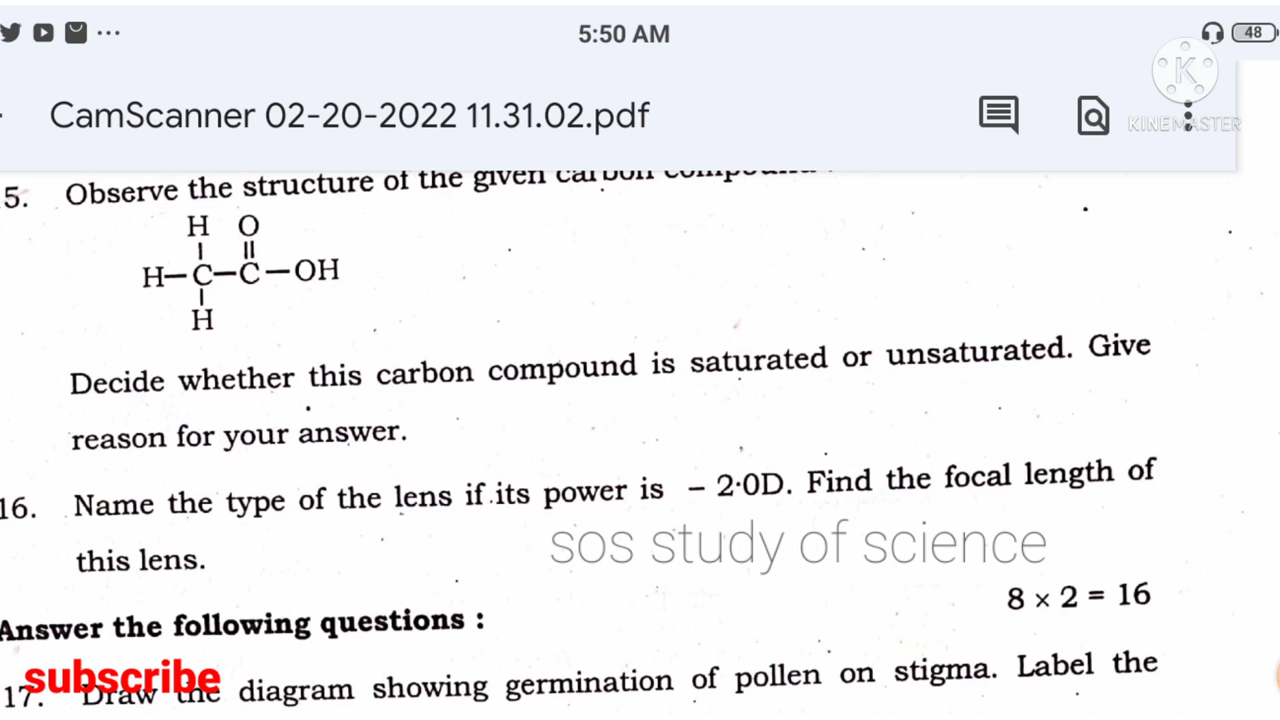 5:50 AM
48
CamScanner 02-20-2022 11.31.02.pdf
K
KINEMASTER
5. Observe the structure of the given carbon compound
H O
H–C–C–OH
H
Decide whether this carbon compound is saturated or unsaturated. Give
reason for your answer.
16. Name the type of the lens if its power is – 2·0D. Find the focal length of
this lens.
sos study of science
8 × 2 = 16
Answer the following questions :
subscribe
17. Draw the diagram showing germination of pollen on stigma. Label the